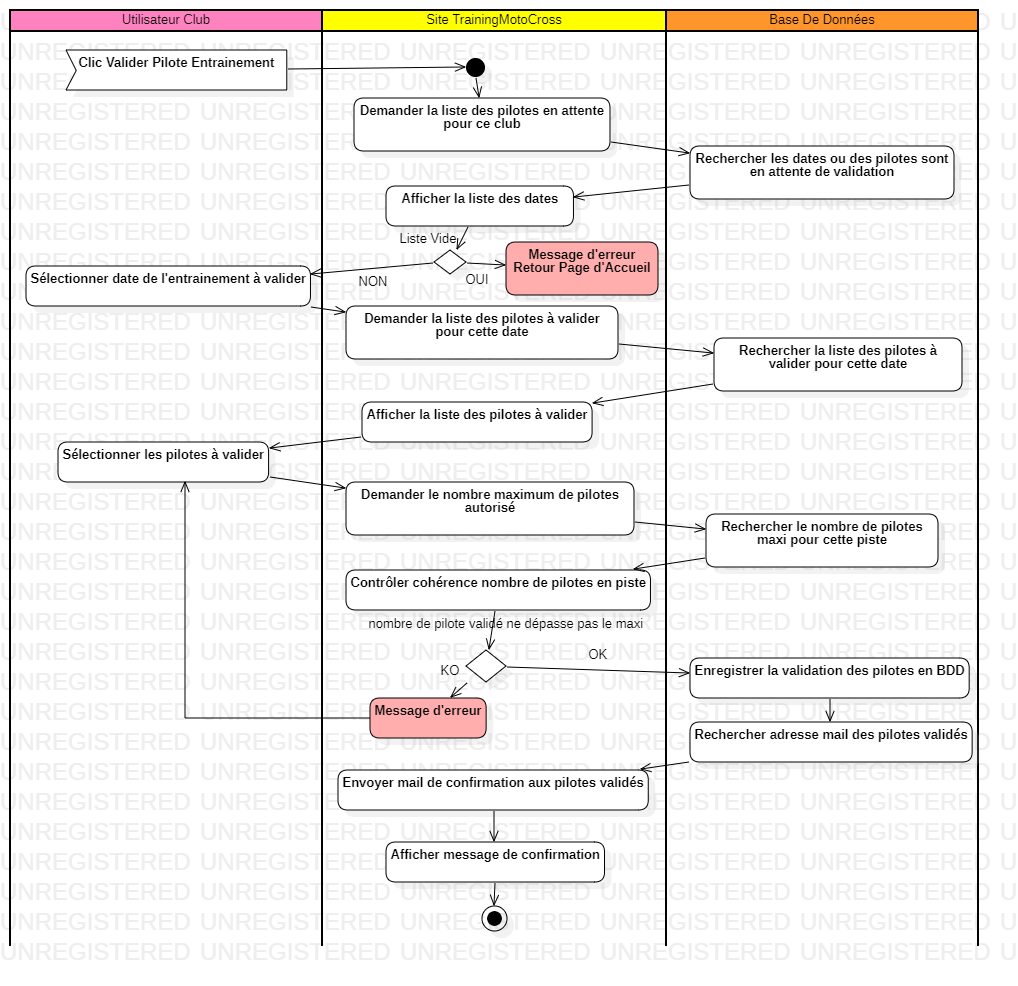 Utilisateur Club
Site TrainingMotoCross
Base De Données
Clic Valider Pilote Entrainement
Demander la liste des pilotes en attente
pour ce club
Rechercher les dates ou des pilotes sont
en attente de validation
Afficher la liste des dates
Liste Vide
Message d'erreur
Retour Page d'Accueil
OUI
NON
Sélectionner date de l'entrainement à valider
Demander la liste des pilotes à valider
pour cette date
Rechercher la liste des pilotes à
valider pour cette date
Afficher la liste des pilotes à valider
Sélectionner les pilotes à valider
Demander le nombre maximum de pilotes
autorisé
Rechercher le nombre de pilotes
maxi pour cette piste
Contrôler cohérence nombre de pilotes en piste
nombre de pilote validé ne dépasse pas le maxi
OK
KO
Enregistrer la validation des pilotes en BDD
Message d'erreur
Rechercher adresse mail des pilotes validés
Envoyer mail de confirmation aux pilotes validés
Afficher message de confirmation
UNREGISTERED UNREGISTERED UNREGISTERED UNREGISTERED UNREGISTERED U